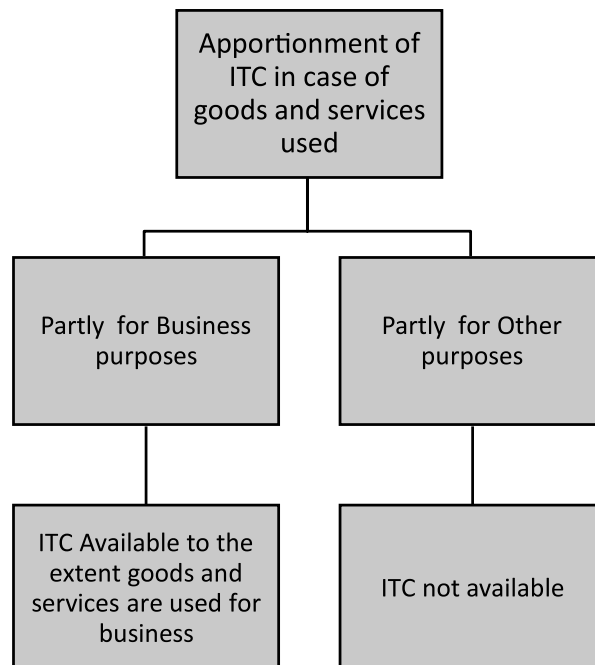 Apportionment of
ITC in case of
goods and services
used
Partly for Business
purposes
Partly for Other
purposes
ITC Available to the
extent goods and
services are used for
business
ITC not available